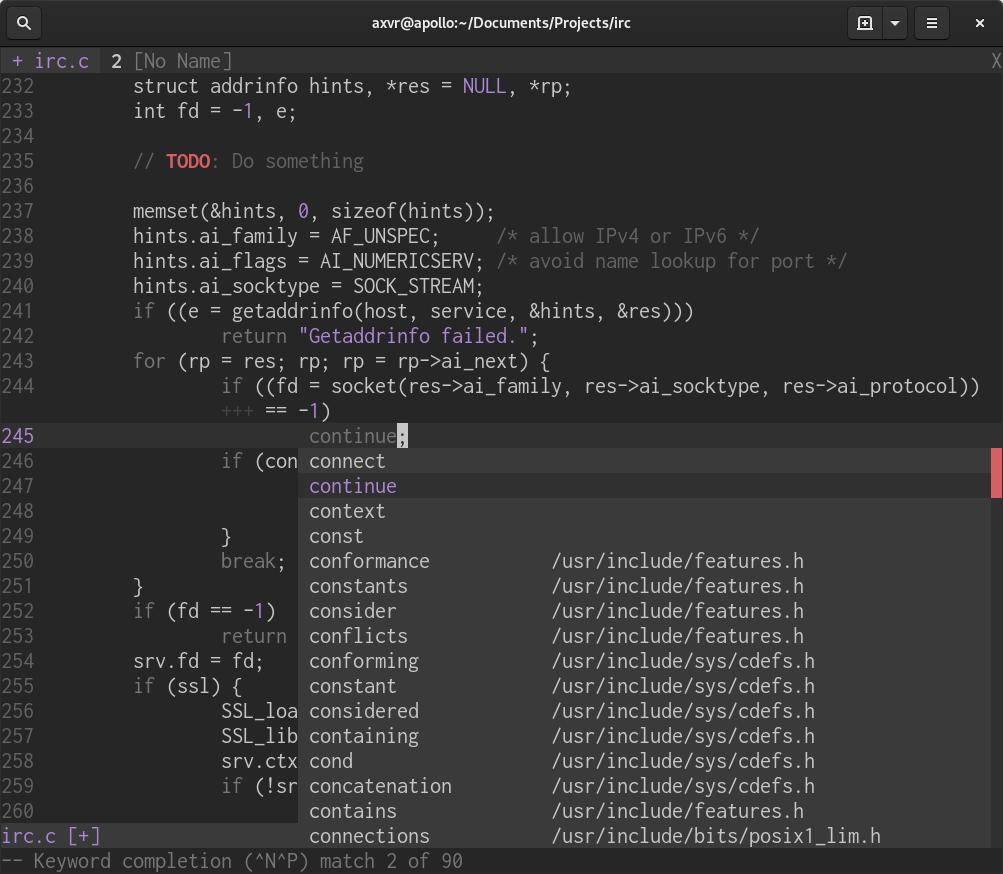 axvr@apollo:~/Documents/Projects/irc
+ irc.c  2 [No Name] X
232 struct addrinfo hints, *res = NULL, *rp;
233 int fd = -1, e;
234
235 // TODO: Do something
236
237 memset(&hints, 0, sizeof(hints));
238 hints.ai_family = AF_UNSPEC; /* allow IPv4 or IPv6 */
239 hints.ai_flags = AI_NUMERICSERV; /* avoid name lookup for port */
240 hints.ai_socktype = SOCK_STREAM;
241 if ((e = getaddrinfo(host, service, &hints, &res)))
242 return "Getaddrinfo failed.";
243 for (rp = res; rp; rp = rp->ai_next) {
244 if ((fd = socket(res->ai_family, res->ai_socktype, res->ai_protocol))
+++ == -1)
245 continue;
246 if (con connect
247 continue
248 context
249 } const
250 break; conformance /usr/include/features.h
251 } constants /usr/include/features.h
252 if (fd == -1) consider /usr/include/features.h
253 return conflicts /usr/include/features.h
254 srv.fd = fd; conforming /usr/include/sys/cdefs.h
255 if (ssl) { constant /usr/include/sys/cdefs.h
256 SSL_loa considered /usr/include/sys/cdefs.h
257 SSL_lib containing /usr/include/sys/cdefs.h
258 srv.ctx cond /usr/include/sys/cdefs.h
259 if (!sr concatenation /usr/include/sys/cdefs.h
260 contains /usr/include/features.h
irc.c [+] connections /usr/include/bits/posix1_lim.h
-- Keyword completion (^N^P) match 2 of 90